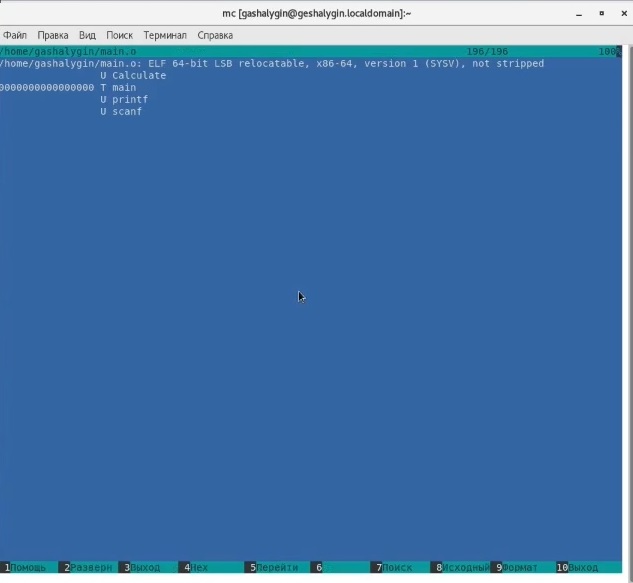 mc [gashalygin@geshalygin.localdomain]:~
Файл Правка Вид Поиск Терминал Справка
/home/gashalygin/main.o 196/196 100%
/home/gashalygin/main.o: ELF 64-bit LSB relocatable, x86-64, version 1 (SYSV), not stripped
U Calculate
0000000000000000 T main
U printf
U scanf
1Помощь 2Разверн 3Выход 4Hex 5Перейти 6 7Поиск 8Исходный 9Формат 10Выход